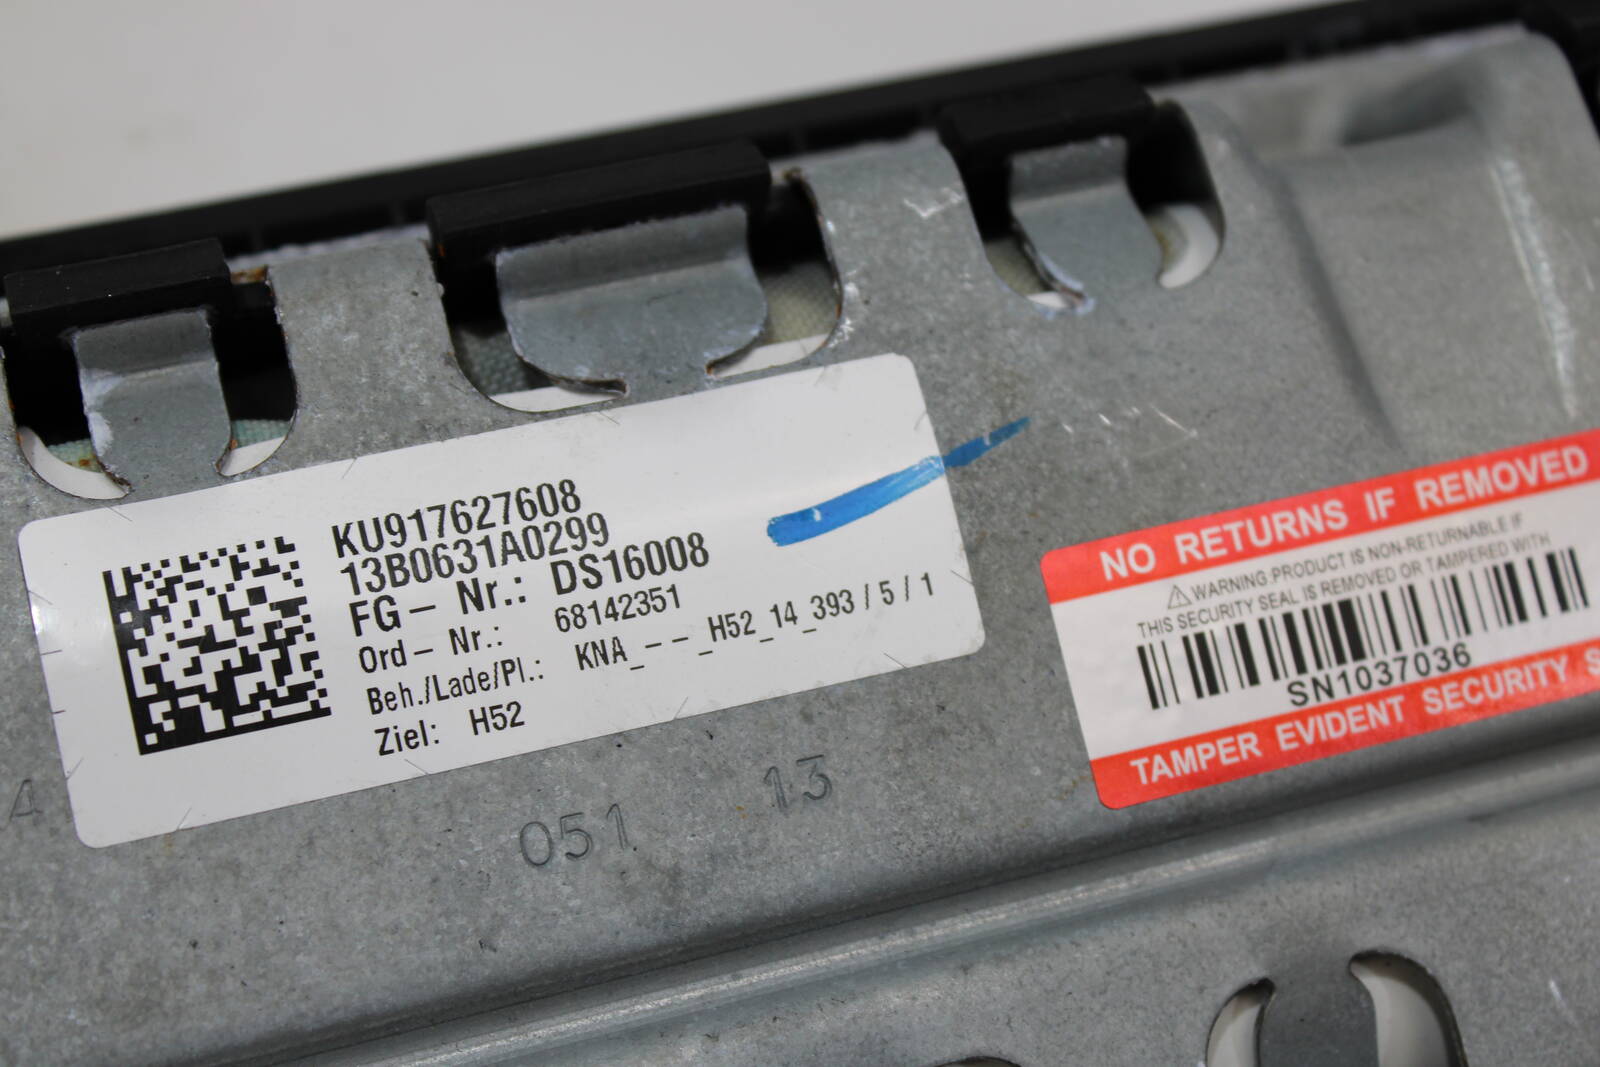 KU917627608
13B0631A0299
FG - Nr.: DS16008
Ord - Nr.: 68142351
Beh./Lade/Pl.: KNA_--_H52_14_393 / 5 / 1
Ziel: H52
NO RETURNS IF REMOVED
WARNING:PRODUCT IS NON-RETURNABLE IF
THIS SECURITY SEAL IS REMOVED OR TAMPERED WITH
SN1037036
TAMPER EVIDENT SECURITY S
051 13
A